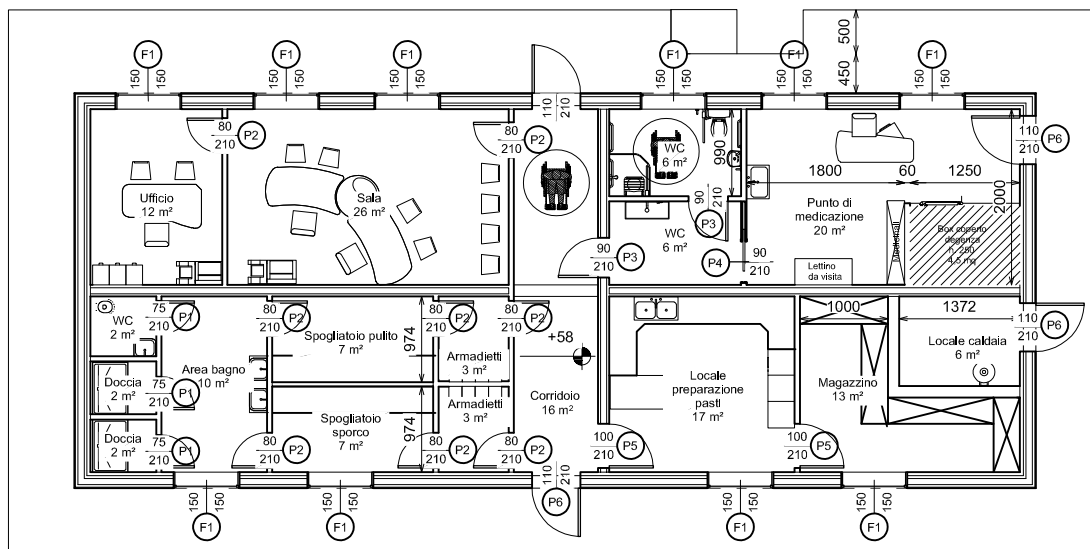 500
450
F1
F1
F1
F1
F1
F1
150
150
150
150
150
150
150
150
150
150
150
150
110
210
80
210
P2
80
210
P2
110
210
P6
WC
6 m²
990
90
210
P3
1800
60
1250
2000
Ufficio
12 m²
Sala
26 m²
WC
6 m²
Punto di
medicazione
20 m²
Medicinali
Box coperto
degenza
h. 250
4,5 mq
90
210
P3
P4
90
210
Lettino
da visita
WC
2 m²
75
210
P1
80
210
P2
Spogliatoio pulito
7 m²
974
80
210
P2
Armadietti
3 m²
80
210
P2
+58
1000
1372
110
210
P6
Locale caldaia
6 m²
Doccia
2 m²
75
210
P1
Area bagno
10 m²
Armadietti
3 m²
Corridoio
16 m²
Locale
preparazione
pasti
17 m²
Magazzino
13 m²
Doccia
2 m²
75
210
P1
80
210
P2
Spogliatoio
sporco
7 m²
974
80
210
P2
80
210
P2
100
210
P5
100
210
P5
110
210
P6
150
150
150
150
150
150
150
150
F1
F1
F1
F1